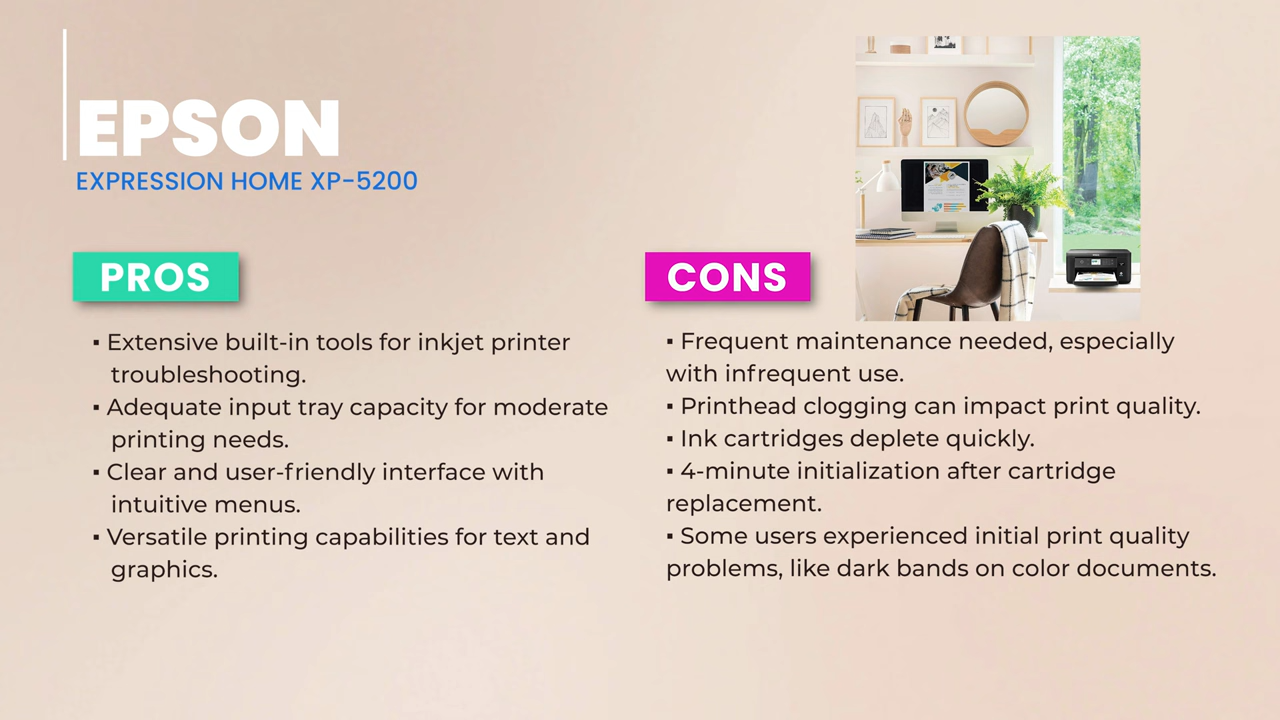 EPSON
EXPRESSION HOME XP-5200
PROS
▪ Extensive built-in tools for inkjet printer
troubleshooting.
▪ Adequate input tray capacity for moderate
printing needs.
▪ Clear and user-friendly interface with
intuitive menus.
▪ Versatile printing capabilities for text and
graphics.
CONS
▪ Frequent maintenance needed, especially
with infrequent use.
▪ Printhead clogging can impact print quality.
▪ Ink cartridges deplete quickly.
▪ 4-minute initialization after cartridge
replacement.
▪ Some users experienced initial print quality
problems, like dark bands on color documents.